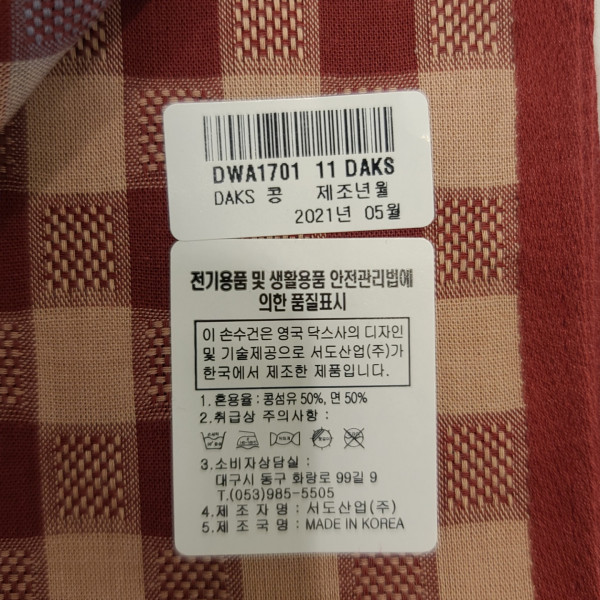 DWA1701 11 DAKS
DAKS 콩 제조년월
2021년 05월
전기용품 및 생활용품 안전관리법에
의한 품질표시
이 손수건은 영국 닥스사의 디자인
및 기술제공으로 서도산업(주)가
한국에서 제조한 제품입니다.
1. 혼용율 : 콩섬유 50%, 면 50%
2. 취급상 주의사항 :
3. 소비자상담실 :
대구시 동구 화랑로 99길 9
T.(053)985-5505
4. 제 조 자 명 : 서도산업(주)
5. 제 조 국 명 : MADE IN KOREA